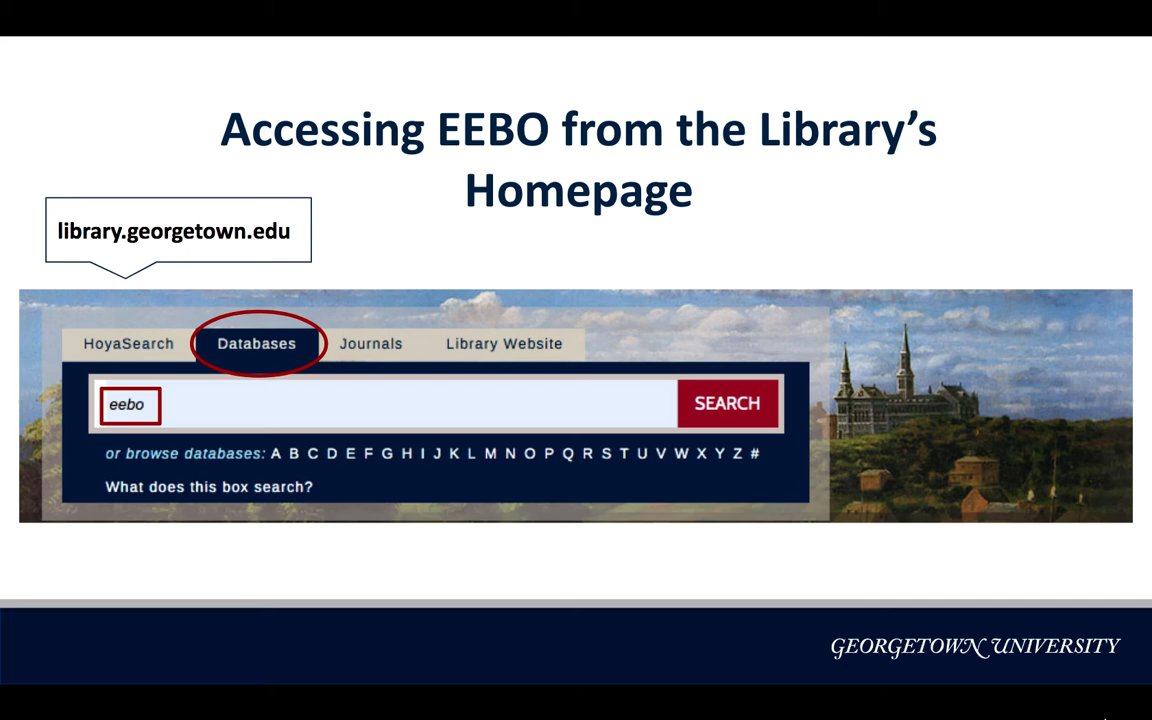 Accessing EEBO from the Library’s
Homepage
library.georgetown.edu
HoyaSearch Databases Journals Library Website
eebo SEARCH
or browse databases: A B C D E F G H I J K L M N O P Q R S T U V W X Y Z #
What does this box search?
GEORGETOWN UNIVERSITY